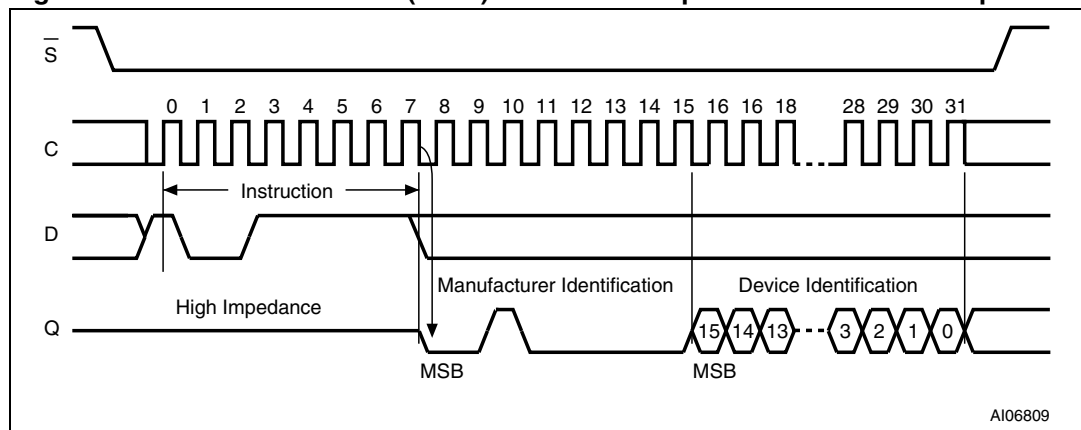 S
0 1 2 3 4 5 6 7 8 9 10 11 12 13 14 15 16 16 18 28 29 30 31
C
Instruction
D
Manufacturer Identification Device Identification
High Impedance
Q
15 14 13 3 2 1 0
MSB MSB
AI06809